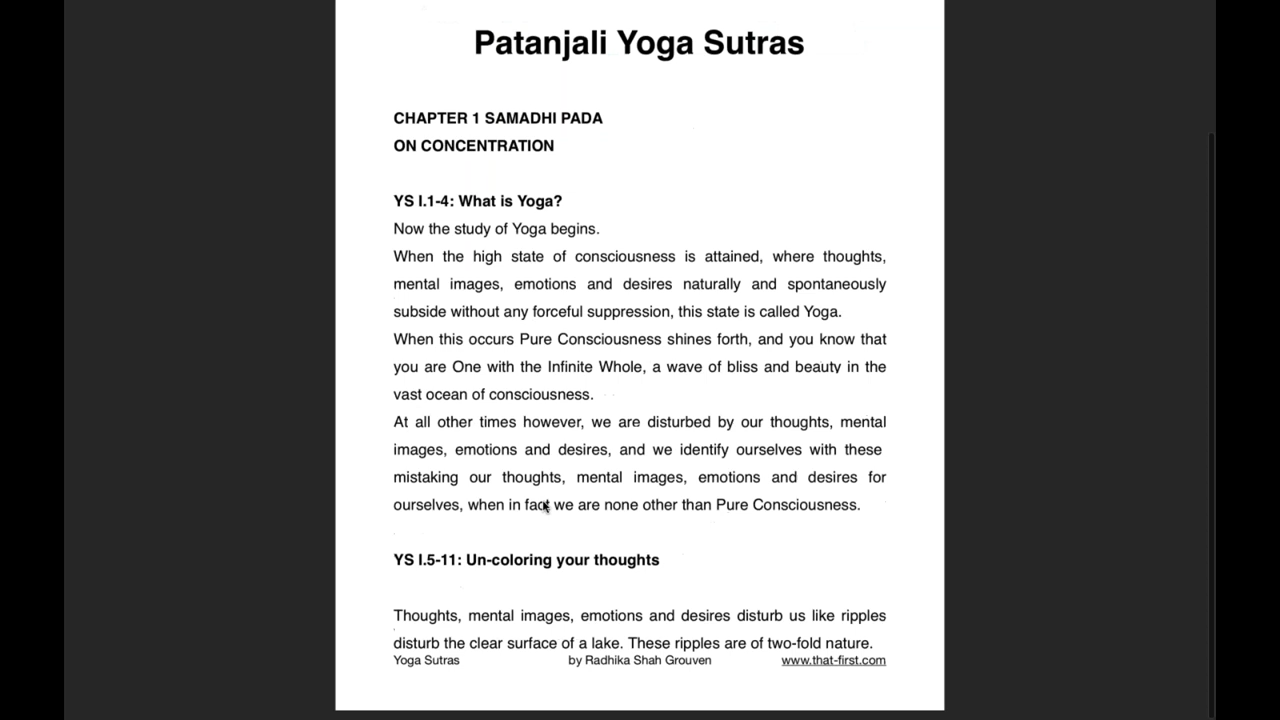 Patanjali Yoga Sutras
CHAPTER 1 SAMADHI PADA
ON CONCENTRATION
YS I.1-4: What is Yoga?
Now the study of Yoga begins.
When the high state of consciousness is attained, where thoughts,
mental images, emotions and desires naturally and spontaneously
subside without any forceful suppression, this state is called Yoga.
When this occurs Pure Consciousness shines forth, and you know that
you are One with the Infinite Whole, a wave of bliss and beauty in the
vast ocean of consciousness.
At all other times however, we are disturbed by our thoughts, mental
images, emotions and desires, and we identify ourselves with these
mistaking our thoughts, mental images, emotions and desires for
ourselves, when in fact we are none other than Pure Consciousness.
YS I.5-11: Un-coloring your thoughts
Thoughts, mental images, emotions and desires disturb us like ripples
disturb the clear surface of a lake. These ripples are of two-fold nature.
Yoga Sutras by Radhika Shah Grouven www.that-first.com